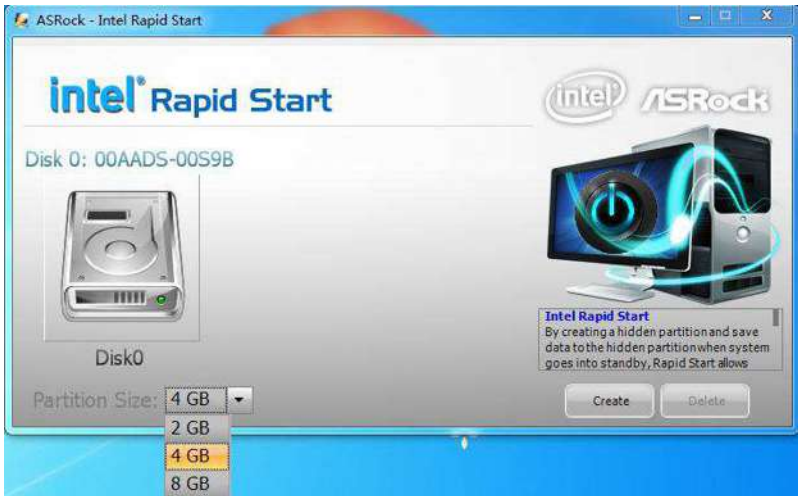 ASRock - Intel Rapid Start
intel® Rapid Start
intel® ASRock
Disk 0: 00AADS-00S9B
Disk0
Intel Rapid Start
By creating a hidden partition and save
data to the hidden partition when system
goes into standby, Rapid Start allows
Partition Size: 4 GB
Create
Delete
2 GB
4 GB
8 GB